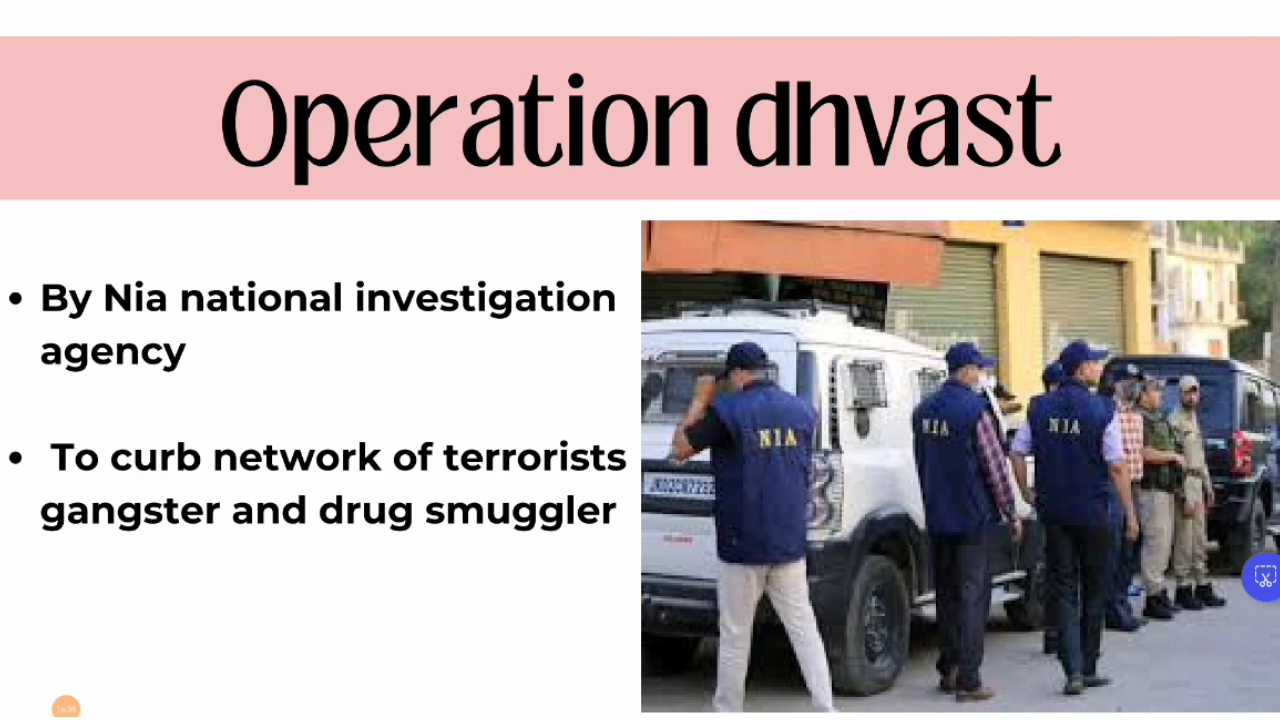 Operation dhvast
By Nia national investigation
agency
To curb network of terrorists
gangster and drug smuggler
NIA
NIA
NIA